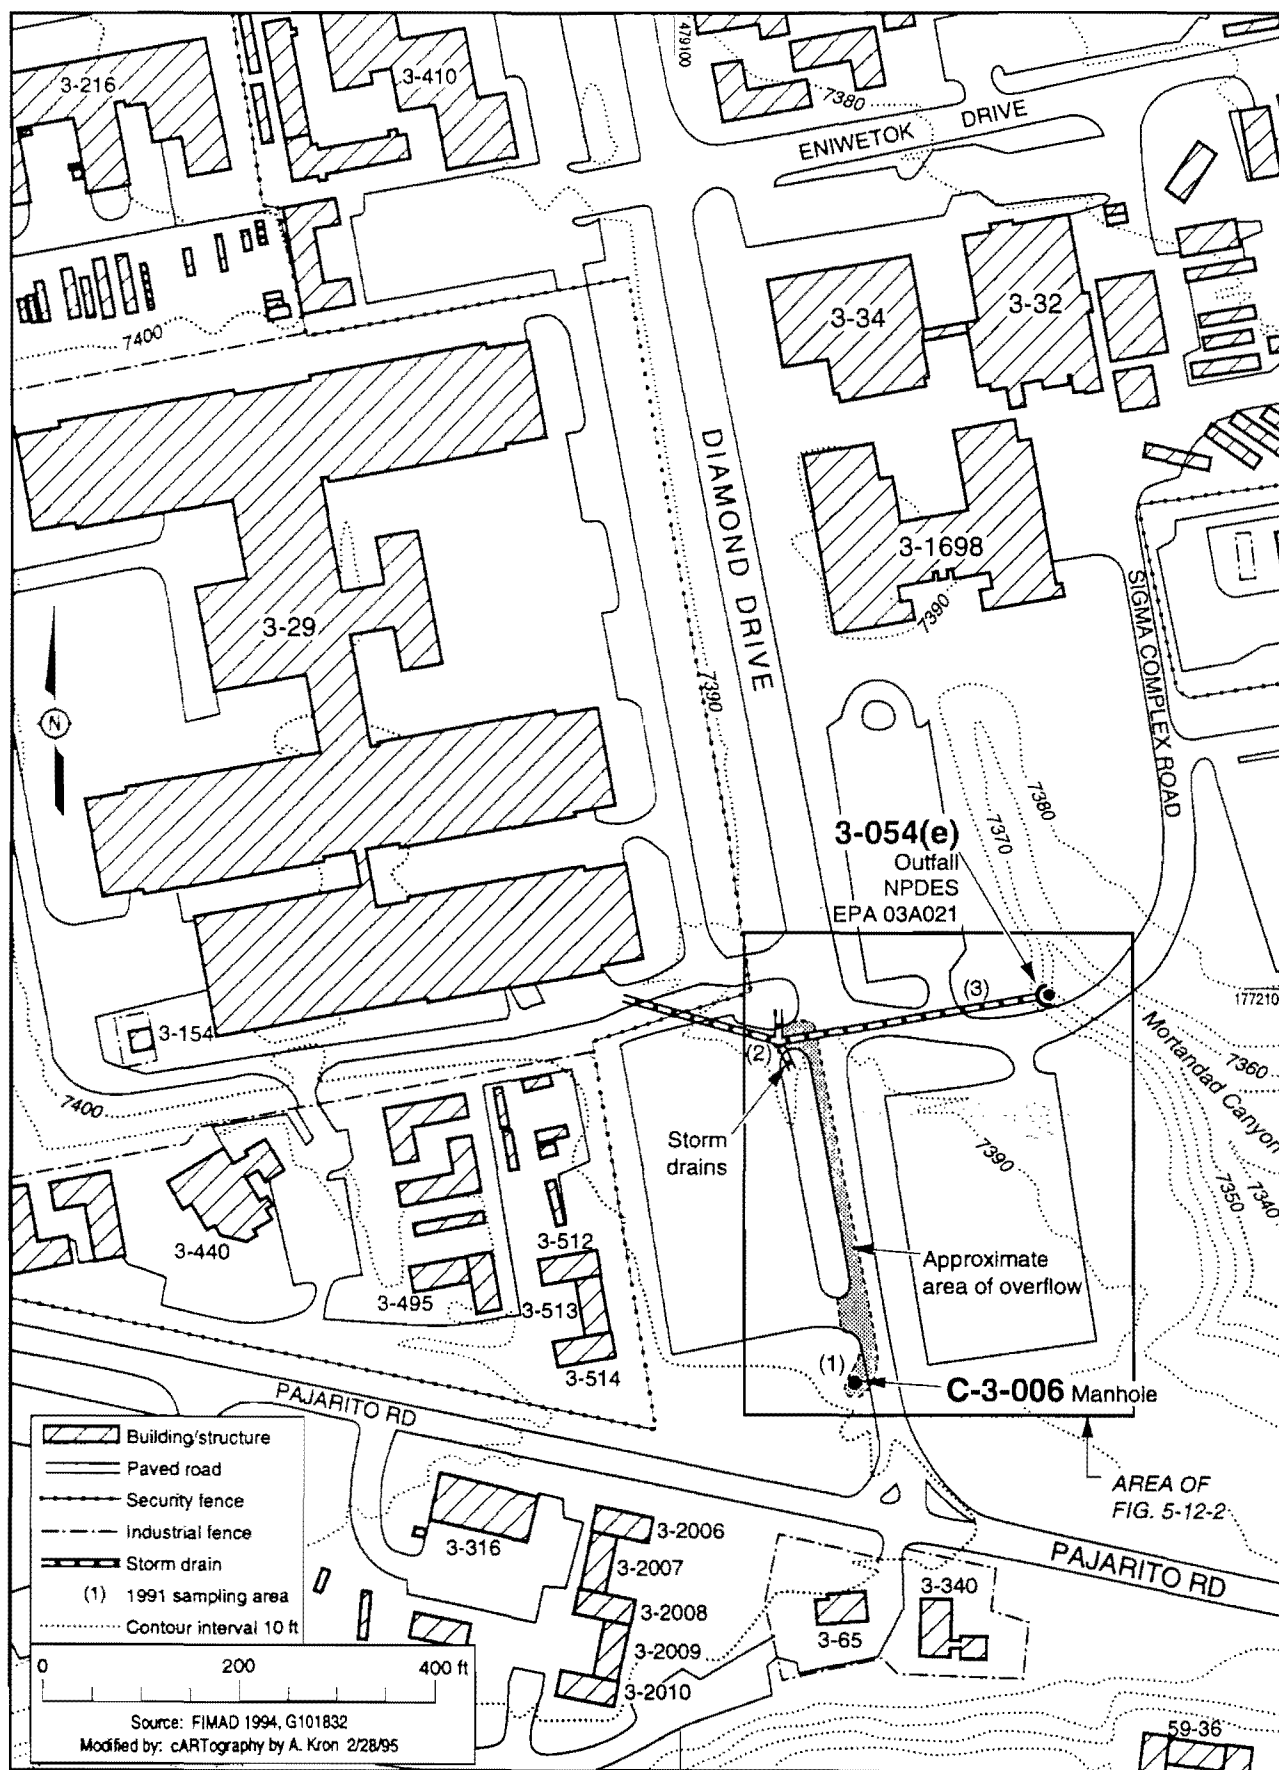 479100
3-216
3-410
7380
ENIWETOK DRIVE
7400
3-34
3-32
DIAMOND DRIVE
3-1698
7390
3-29
SIGMA COMPLEX ROAD
7390
N
7380
7370
3-054(e)
Outfall
NPDES
EPA 03A021
(3)
177210
3-154
(2)
Mortandad Canyon
7360
7400
Storm
drains
7390
7350
7340
3-440
3-512
Approximate
area of overflow
3-495
3-513
(1)
3-514
C-3-006 Manhole
PAJARITO RD
AREA OF
FIG. 5-12-2
Building/structure
Paved road
Security fence
Industrial fence
Storm drain
(1) 1991 sampling area
Contour interval 10 ft
3-316
3-2006
3-2007
3-2008
3-2009
3-2010
PAJARITO RD
3-340
3-65
0 200 400 ft
Source: FIMAD 1994, G101832
Modified by: cARTography by A. Kron 2/28/95
59-36